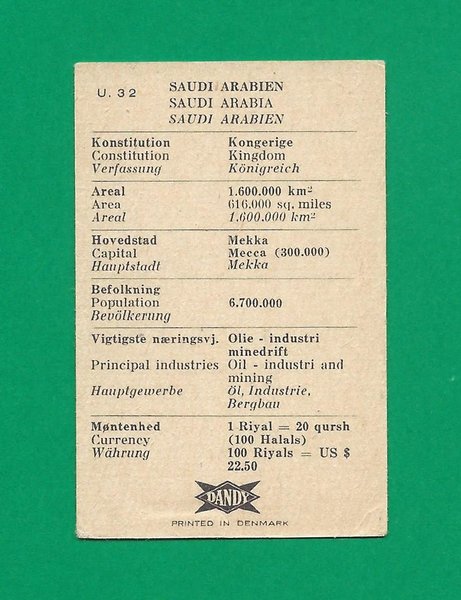 U. 32 SAUDI ARABIEN
SAUDI ARABIA
SAUDI ARABIEN
Konstitution Kongerige
Constitution Kingdom
Verfassung Königreich
Areal 1.600.000 km²
Area 616.000 sq. miles
Areal 1.600.000 km²
Hovedstad Mekka
Capital Mecca (300.000)
Hauptstadt Mekka
Befolkning
Population 6.700.000
Bevölkerung
Vigtigste næringsvj. Olie - industri
minedrift
Principal industries Oil - industri and
mining
Hauptgewerbe öl, Industrie,
Bergbau
Møntenhed 1 Riyal = 20 qursh
Currency (100 Halals)
Währung 100 Riyals = US $
22.50
DANDY
PRINTED IN DENMARK